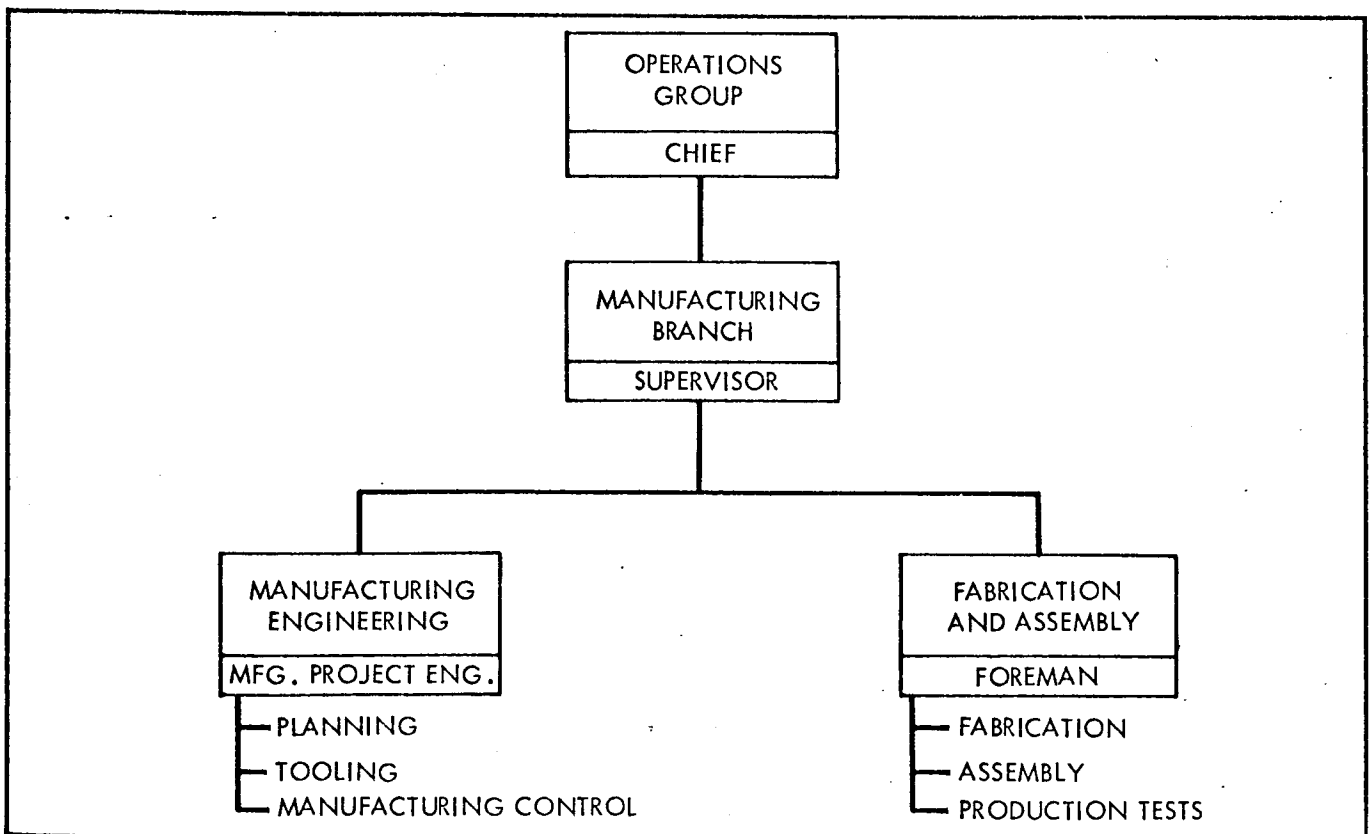 OPERATIONS
GROUP
CHIEF
MANUFACTURING
BRANCH
SUPERVISOR
MANUFACTURING
ENGINEERING
MFG. PROJECT ENG.
PLANNING
TOOLING
MANUFACTURING CONTROL
FABRICATION
AND ASSEMBLY
FOREMAN
FABRICATION
ASSEMBLY
PRODUCTION TESTS